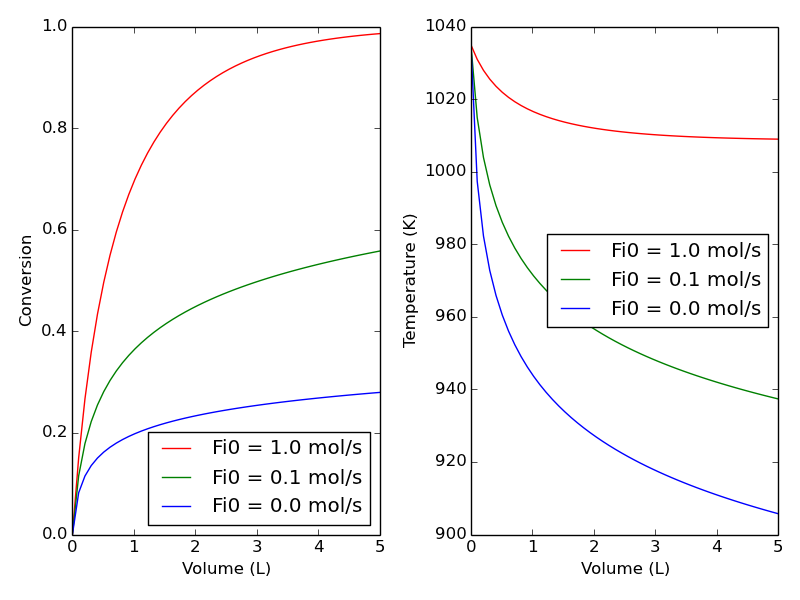 1.0
0.8
0.6
0.4
0.2
0.0
Conversion
0 1 2 3 4 5
Volume (L)
Fi0 = 1.0 mol/s
Fi0 = 0.1 mol/s
Fi0 = 0.0 mol/s
1040
1020
1000
980
960
940
920
900
Temperature (K)
0 1 2 3 4 5
Volume (L)
Fi0 = 1.0 mol/s
Fi0 = 0.1 mol/s
Fi0 = 0.0 mol/s